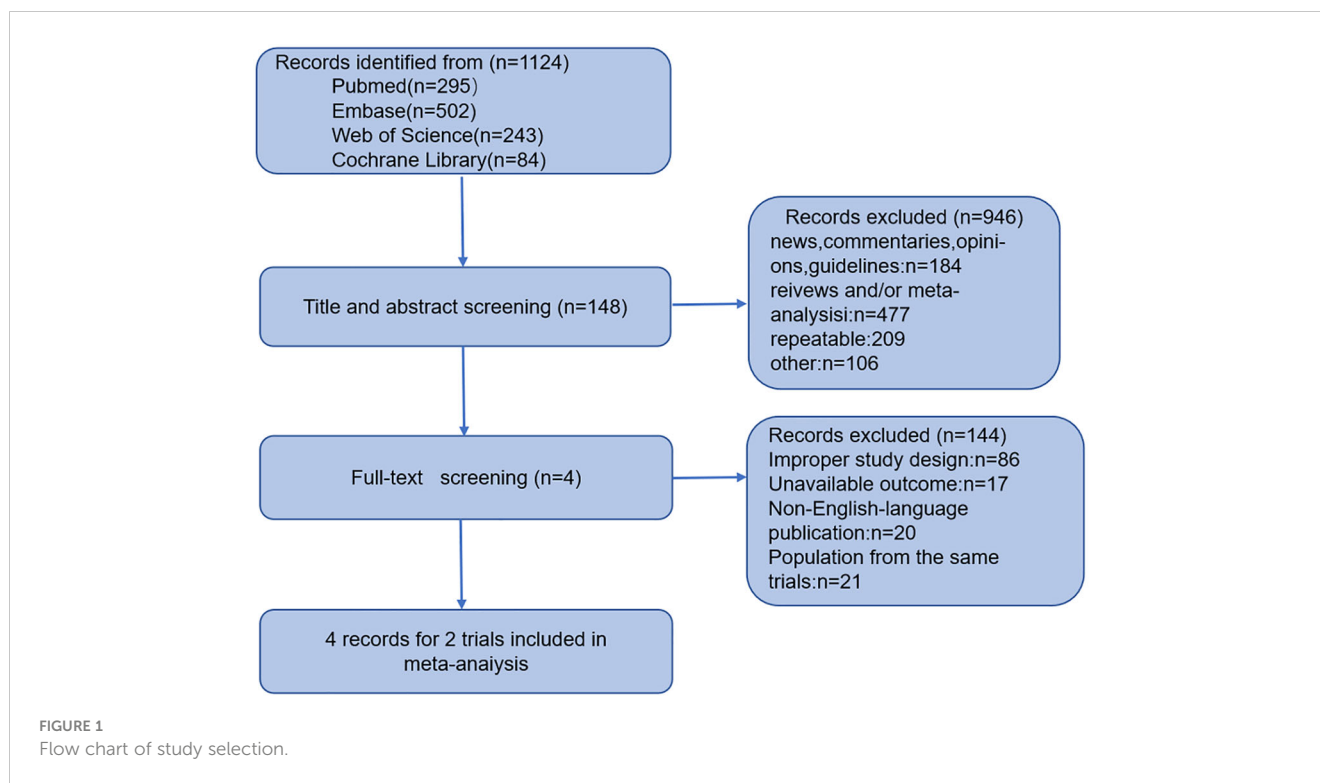 Records identified from (n=1124)
Pubmed(n=295)
Embase(n=502)
Web of Science(n=243)
Cochrane Library(n=84)
Records excluded (n=946)
news,commentaries,opini-
ons,guidelines:n=184
reivews and/or meta-
analysisi:n=477
repeatable:209
other:n=106
Title and abstract screening (n=148)
Records excluded (n=144)
Improper study design:n=86
Unavailable outcome:n=17
Non-English-language
publication:n=20
Population from the same
trials:n=21
Full-text screening (n=4)
4 records for 2 trials included in
meta-anaiysis
FIGURE 1
Flow chart of study selection.